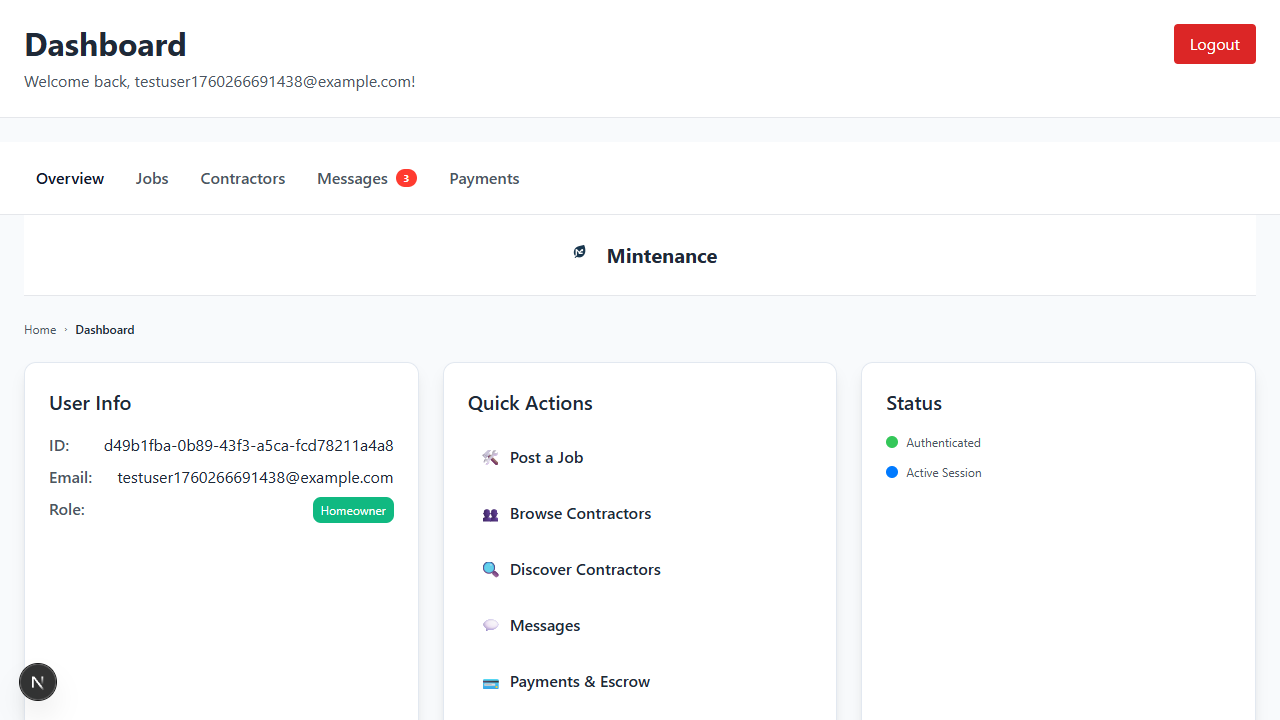 Dashboard
Logout
Welcome back, testuser1760266691438@example.com!
Overview Jobs Contractors Messages 3 Payments
Mintenance
Home › Dashboard
User Info
ID: d49b1fba-0b89-43f3-a5ca-fcd78211a4a8
Email: testuser1760266691438@example.com
Role: Homeowner
Quick Actions
Post a Job
Browse Contractors
Discover Contractors
Messages
Payments & Escrow
Status
Authenticated
Active Session
N